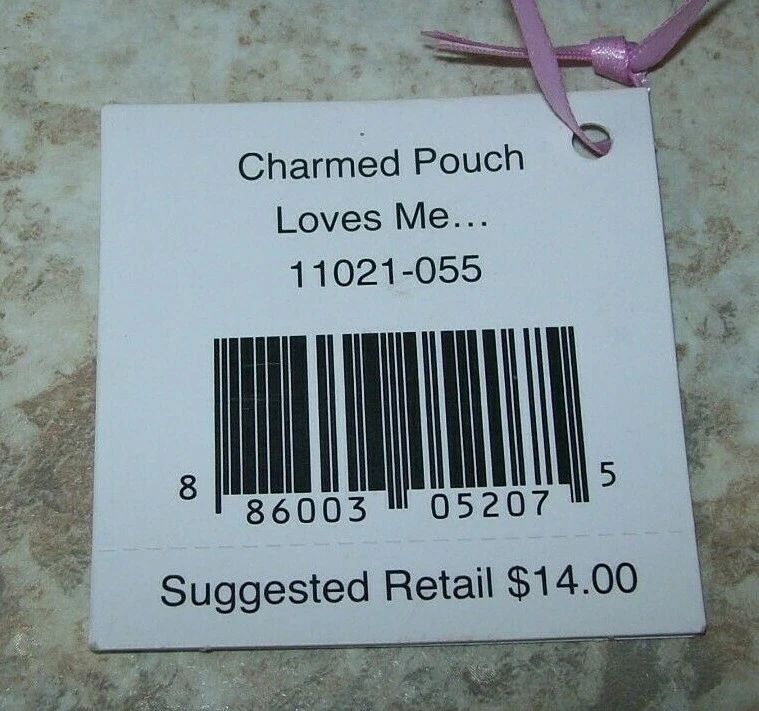 Charmed Pouch
Loves Me...
11021-055
8 86003 05207 5
Suggested Retail $14.00